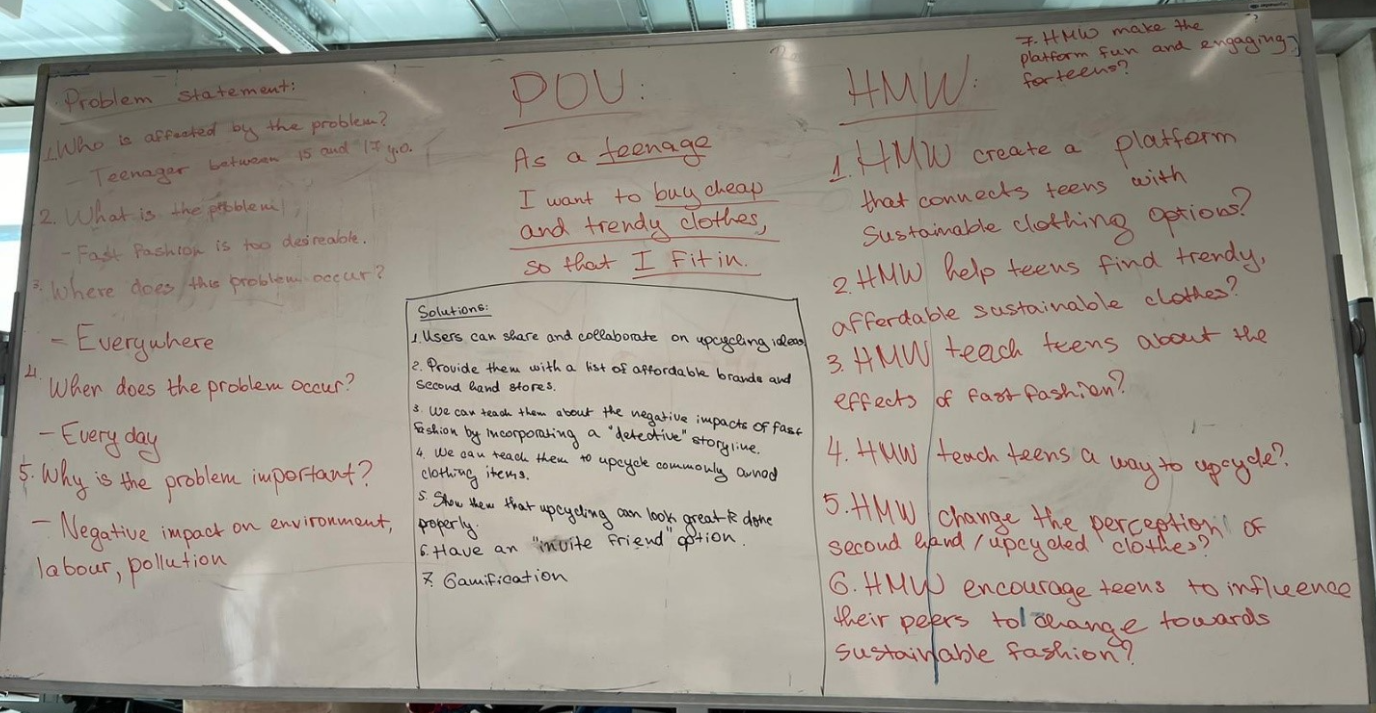 Problem statement:
1. Who is affected by the problem?
- Teenager between 15 and 17 y.o.
2. What is the problem
- Fast fashion is too desireable.
3. Where does this problem occur?
- Everywhere
4. When does the problem occur?
- Every day
5. Why is the problem important?
- Negative impact on environment,
labour, pollution
POV:
As a teenage
I want to buy cheap
and trendy clothes,
so that I fit in.
Solutions:
1. Users can share and collaborate on upcycling ideas
2. Provide them with a list of affordable brands and
second hand stores.
3. We can teach them about the negative impacts of fast
fashion by incorporating a "detective" storyline.
4. We can teach them to upcycle commonly owned
clothing items.
5. Show them that upcycling can look great if done
properly.
6. Have an "invite friend" option.
7. Gamification
HMW:
7. HMW make the
platform fun and engaging
for teens?
1. HMW create a platform
that connects teens with
sustainable clothing options?
2. HMW help teens find trendy,
affordable sustainable clothes?
3. HMW teach teens about the
effects of fast fashion?
4. HMW teach teens a way to upcycle?
5. HMW change the perception of
second hand / upcycled clothes?
6. HMW encourage teens to influence
their peers to change towards
sustainable fashion?